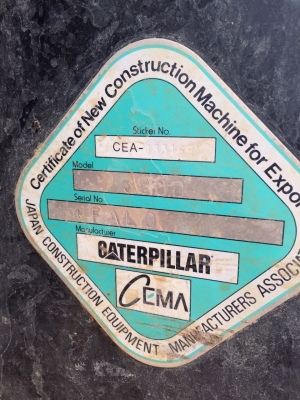 Certificate of New Construction Machine for Expo
Sticker No.
CEA-
Model
Serial No.
Manufacturer
CATERPILLAR
CEMA
JAPAN CONSTRUCTION EQUIPMENT MANUFACTURERS ASSOCIA